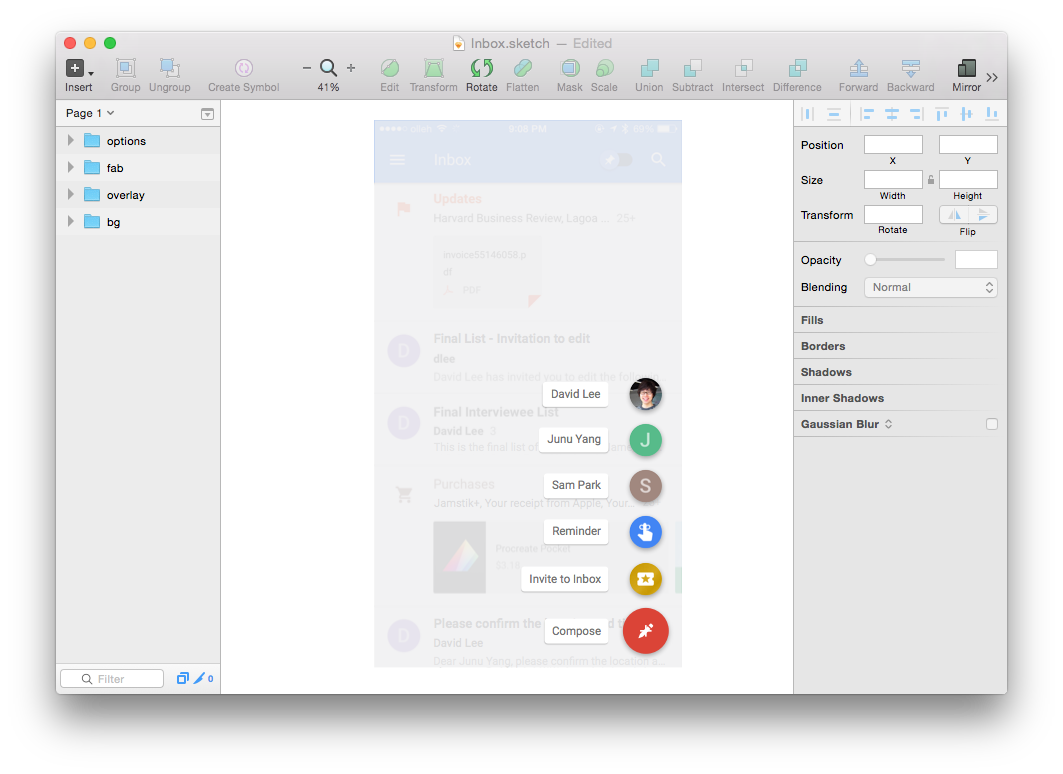 Inbox.sketch — Edited
Insert Group Ungroup Create Symbol 41% Edit Transform Rotate Flatten Mask Scale Union Subtract Intersect Difference Forward Backward Mirror
Page 1
options
fab
overlay
bg
Filter
0
PM
Inbox
Updates
Harvard Business Review, Lagoa ... 25+
invoice55146058.p
df
PDF
D
Final List - Invitation to edit
dlee
David Lee has invited you to edit the
David Lee
D
Final Interviewee List
David Lee 3
This is the final list of
Junu Yang
J
Purchases
Jamstik+, Your receipt from Apple, Your...
Sam Park
S
Procreate Pocket
Reminder
Invite to Inbox
D
Please confirm the
David Lee
Dear Junu Yang, please confirm the location a...
Compose
Position
X
Y
Size
Width
Height
Transform
Rotate
Flip
Opacity
Blending
Normal
Fills
Borders
Shadows
Inner Shadows
Gaussian Blur